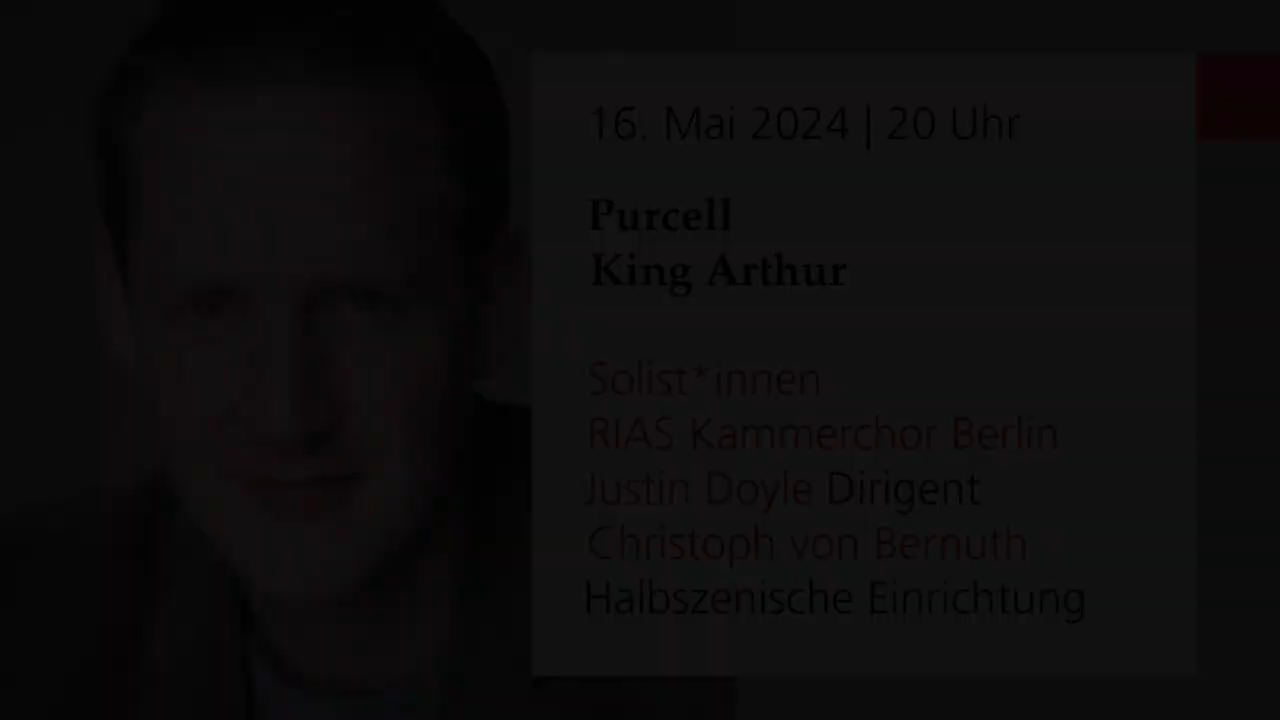 16. Mai 2024 | 20 Uhr
Purcell
King Arthur
Solist*innen
RIAS Kammerchor Berlin
Justin Doyle Dirigent
Christoph von Bernuth
Halbszenische Einrichtung